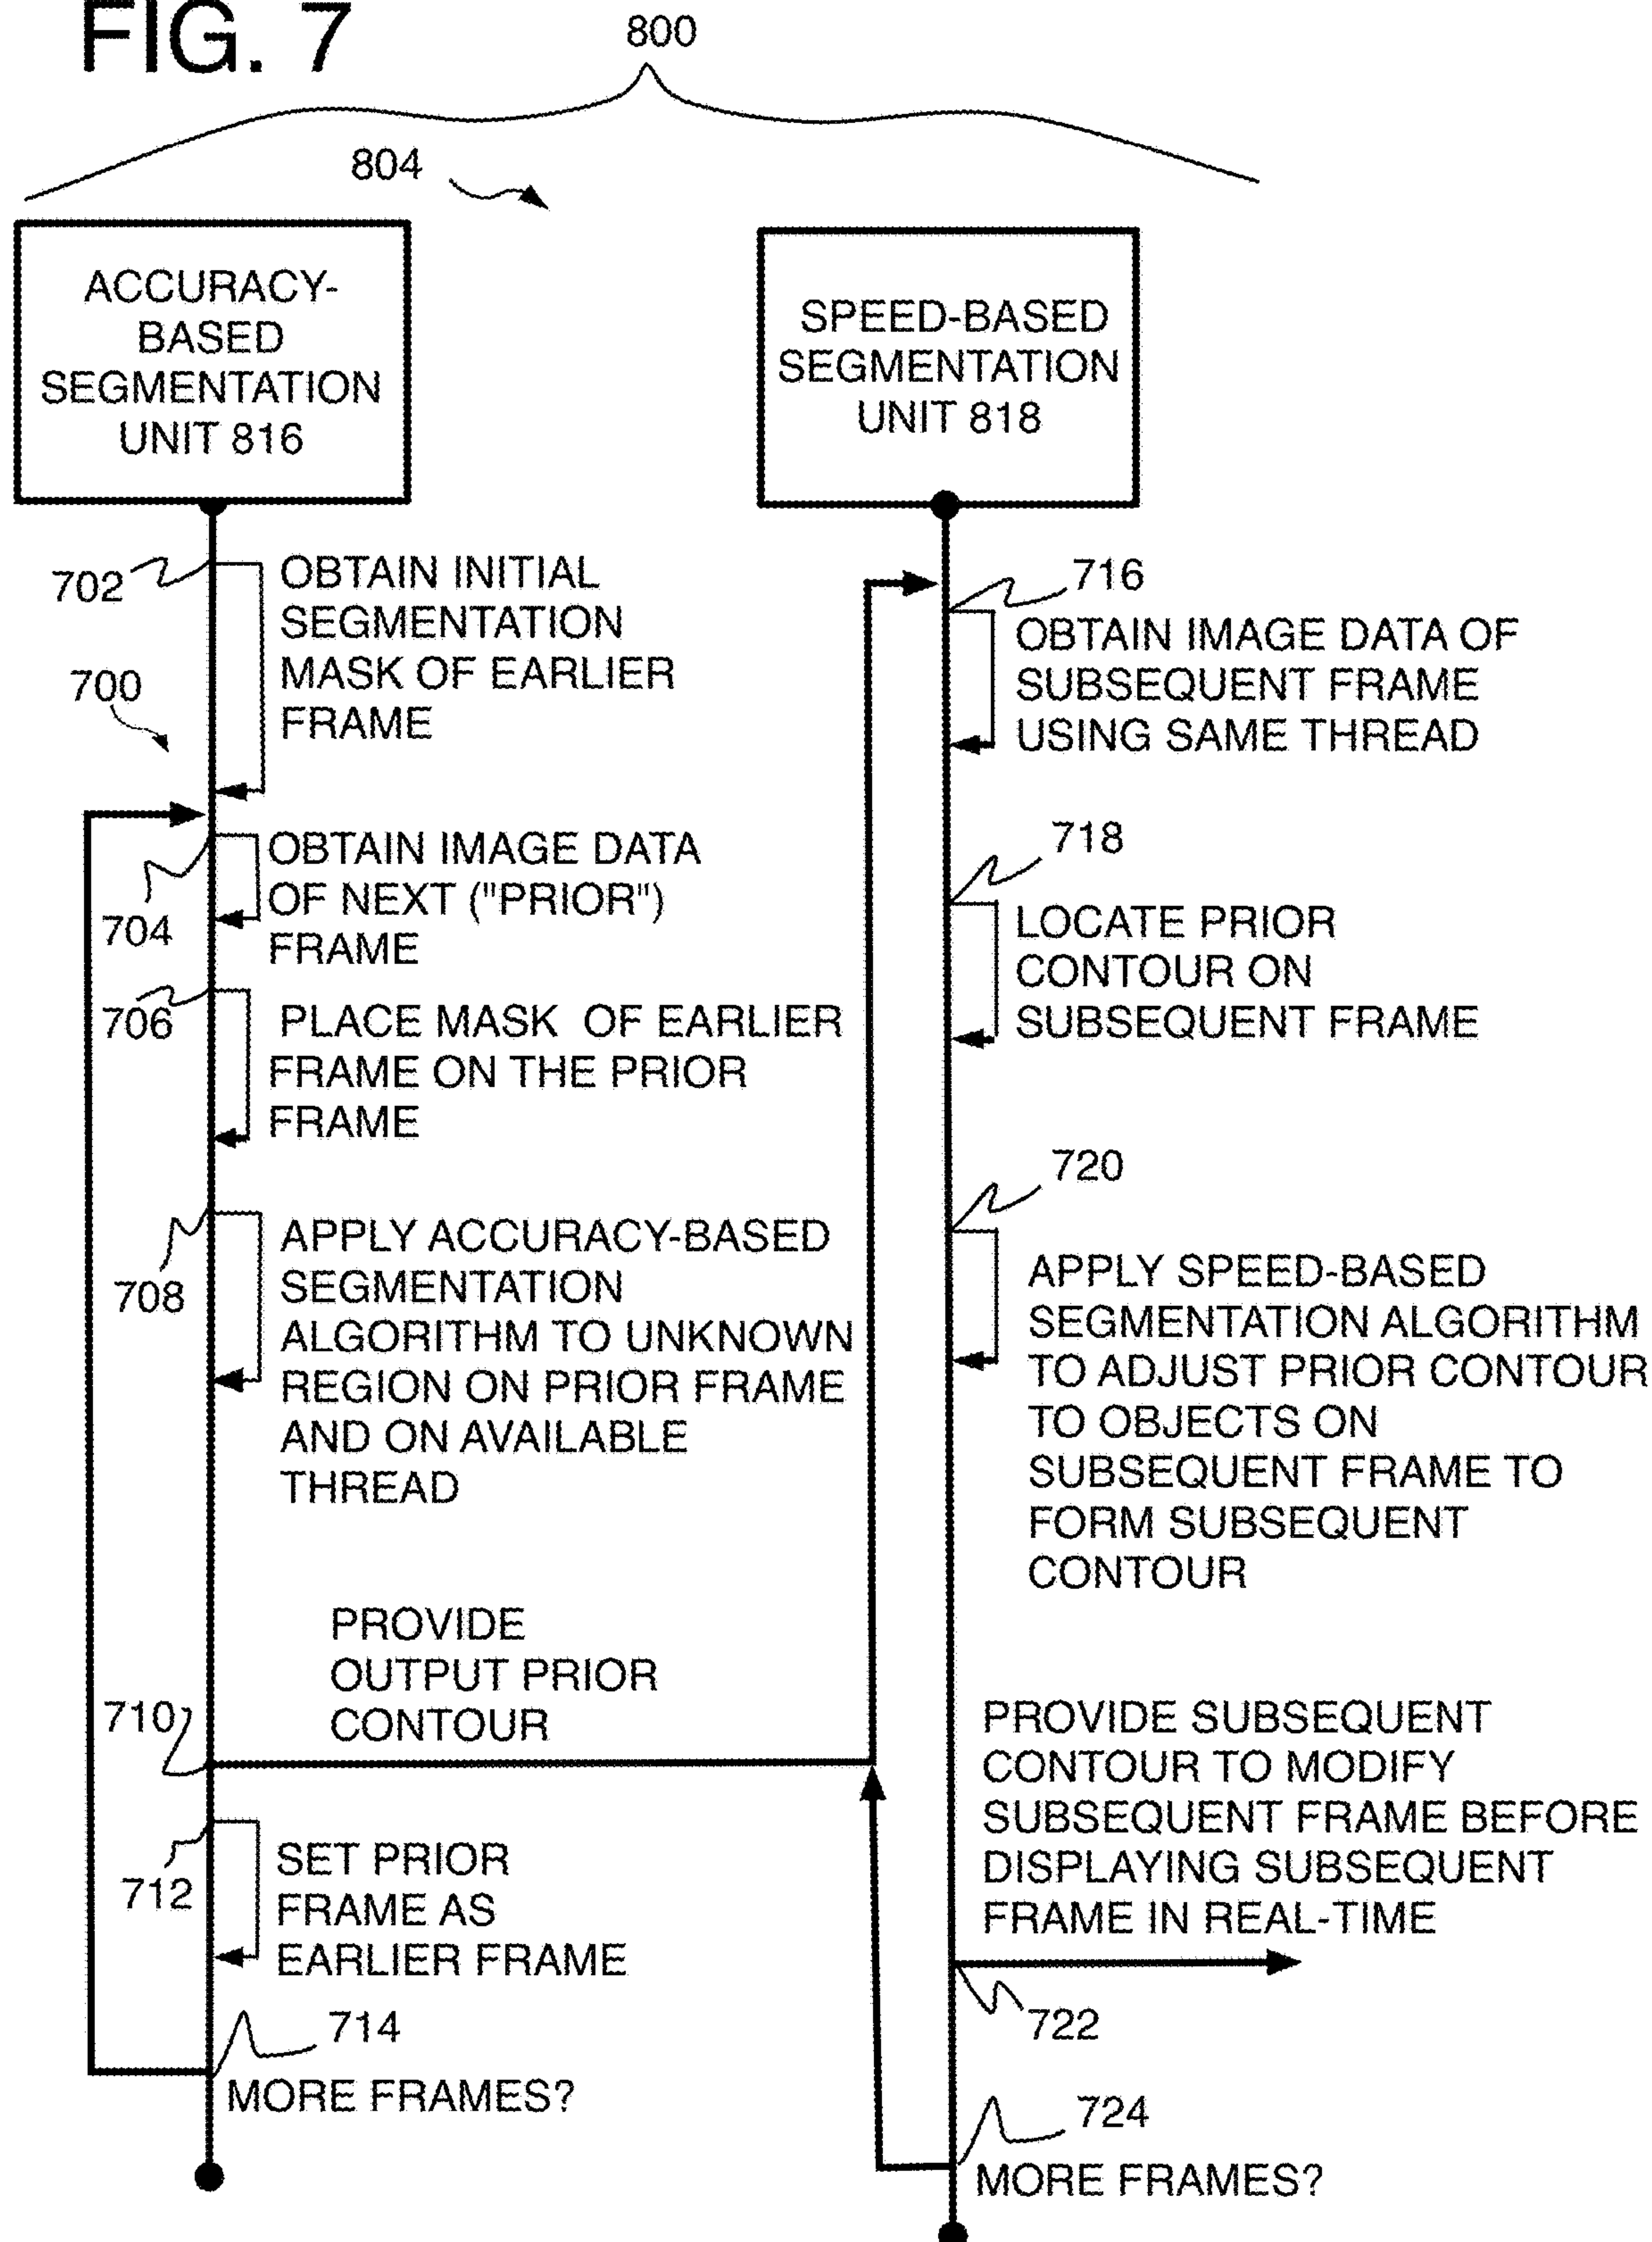 FIG. 7
800
804
ACCURACY-
BASED
SEGMENTATION
UNIT 816
SPEED-BASED
SEGMENTATION
UNIT 818
702
OBTAIN INITIAL
SEGMENTATION
MASK OF EARLIER
FRAME
700
704
OBTAIN IMAGE DATA
OF NEXT ("PRIOR")
FRAME
706
PLACE MASK OF EARLIER
FRAME ON THE PRIOR
FRAME
708
APPLY ACCURACY-BASED
SEGMENTATION
ALGORITHM TO UNKNOWN
REGION ON PRIOR FRAME
AND ON AVAILABLE
THREAD
PROVIDE
OUTPUT PRIOR
CONTOUR
710
712
SET PRIOR
FRAME AS
EARLIER FRAME
714
MORE FRAMES?
716
OBTAIN IMAGE DATA OF
SUBSEQUENT FRAME
USING SAME THREAD
718
LOCATE PRIOR
CONTOUR ON
SUBSEQUENT FRAME
720
APPLY SPEED-BASED
SEGMENTATION ALGORITHM
TO ADJUST PRIOR CONTOUR
TO OBJECTS ON
SUBSEQUENT FRAME TO
FORM SUBSEQUENT
CONTOUR
PROVIDE SUBSEQUENT
CONTOUR TO MODIFY
SUBSEQUENT FRAME BEFORE
DISPLAYING SUBSEQUENT
FRAME IN REAL-TIME
722
724
MORE FRAMES?